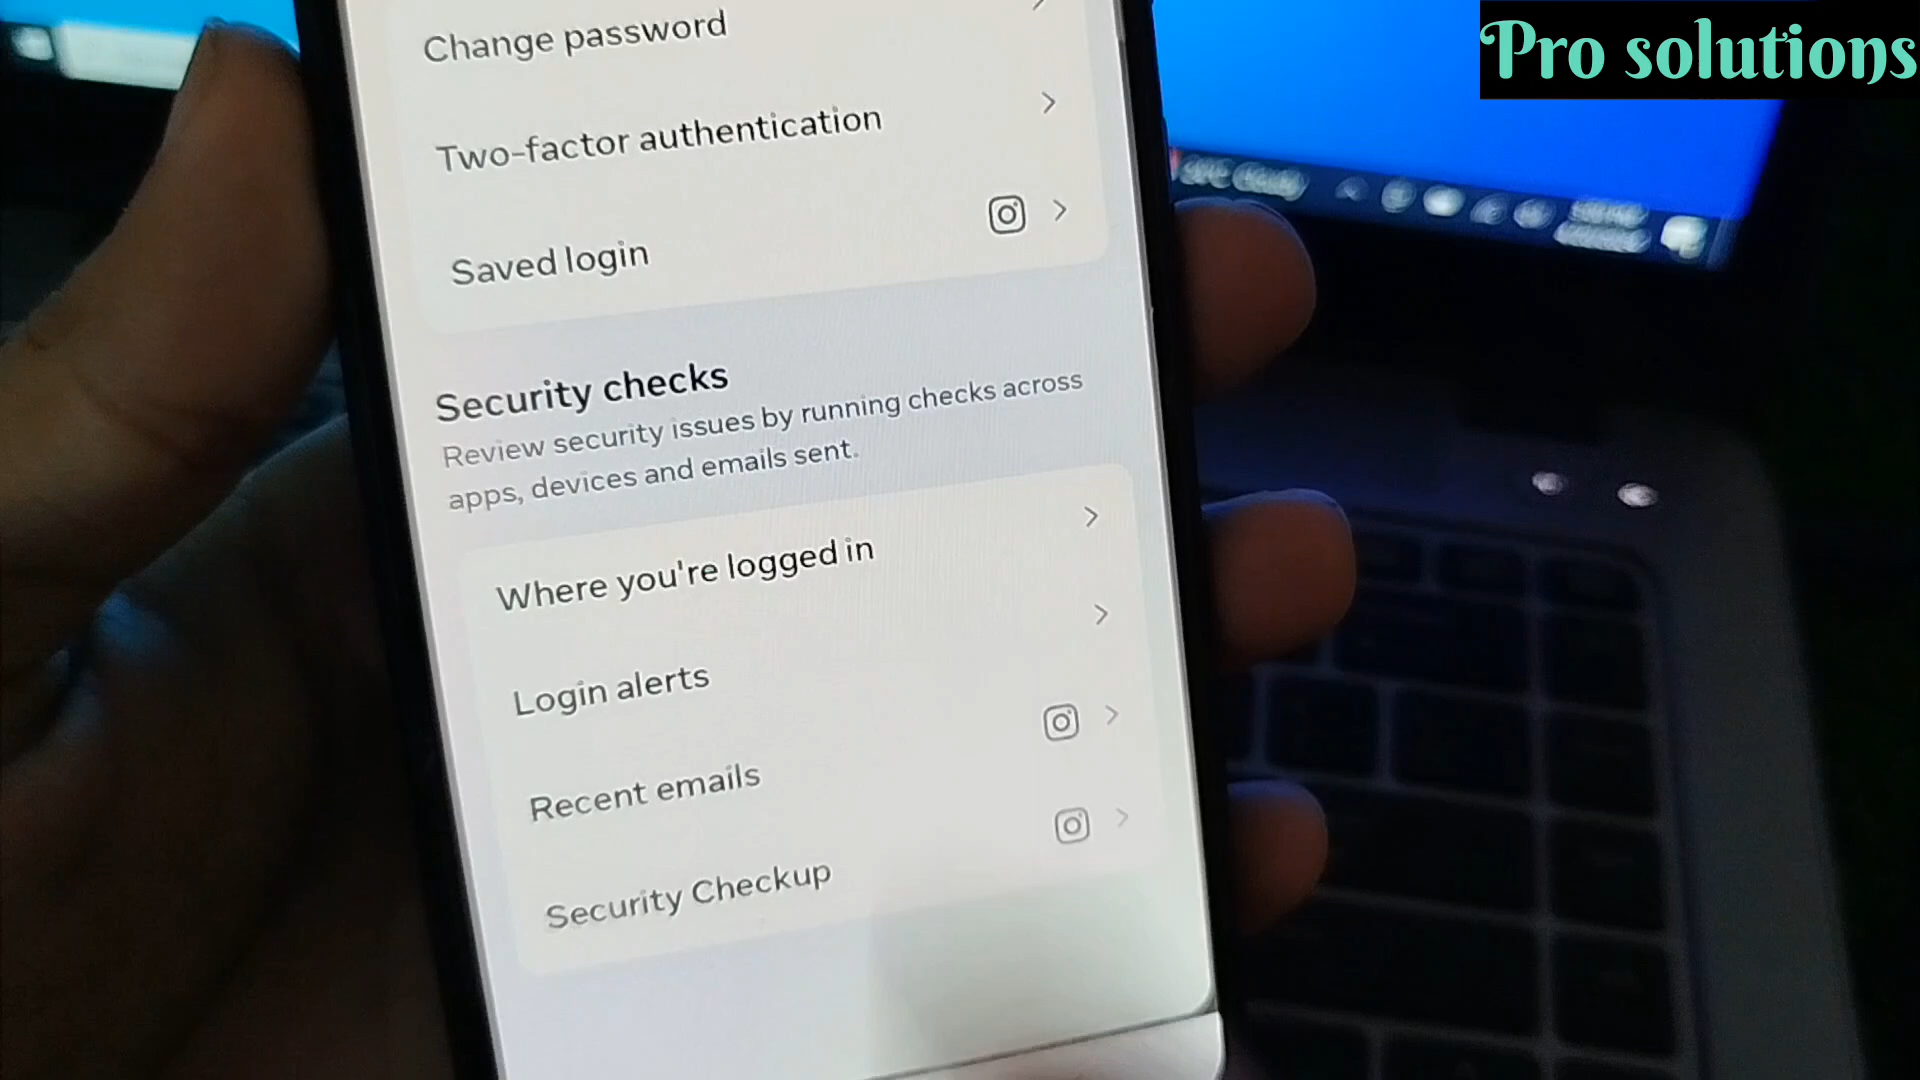 Pro solutions
Change password
Two-factor authentication
Saved login
Security checks
Review security issues by running checks across
apps, devices and emails sent.
Where you're logged in
Login alerts
Recent emails
Security Checkup